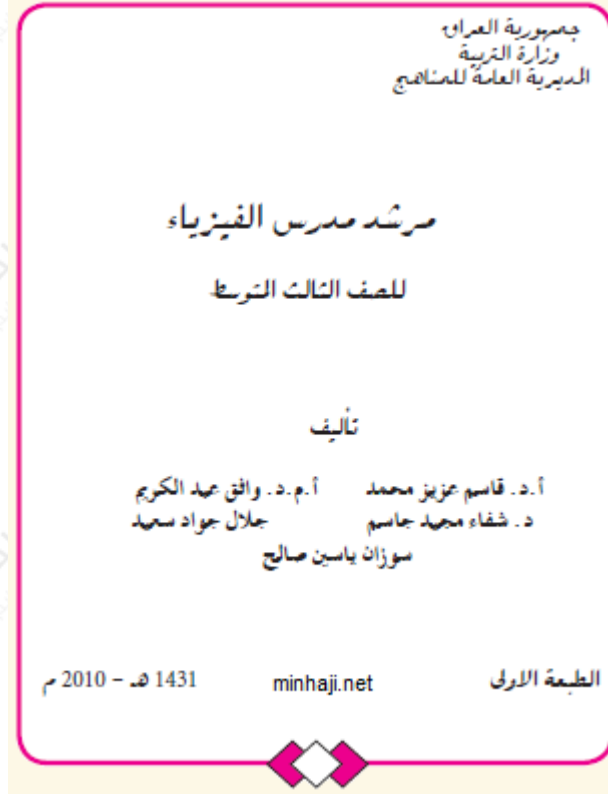 جمهورية العراق
وزارة التربية
المديرية العامة للمناهج
مرشد مدرس الفيزياء
للصف الثالث المتوسط
تأليف
أ.د. قاسم عزيز محمد أ.م.د. وافق عبد الكريم
د. شفاء مجيد جاسم جلال جواد سعيد
سوزان ياسين صالح
الطبعة الاولى minhaji.net 1431 هـ - 2010 م